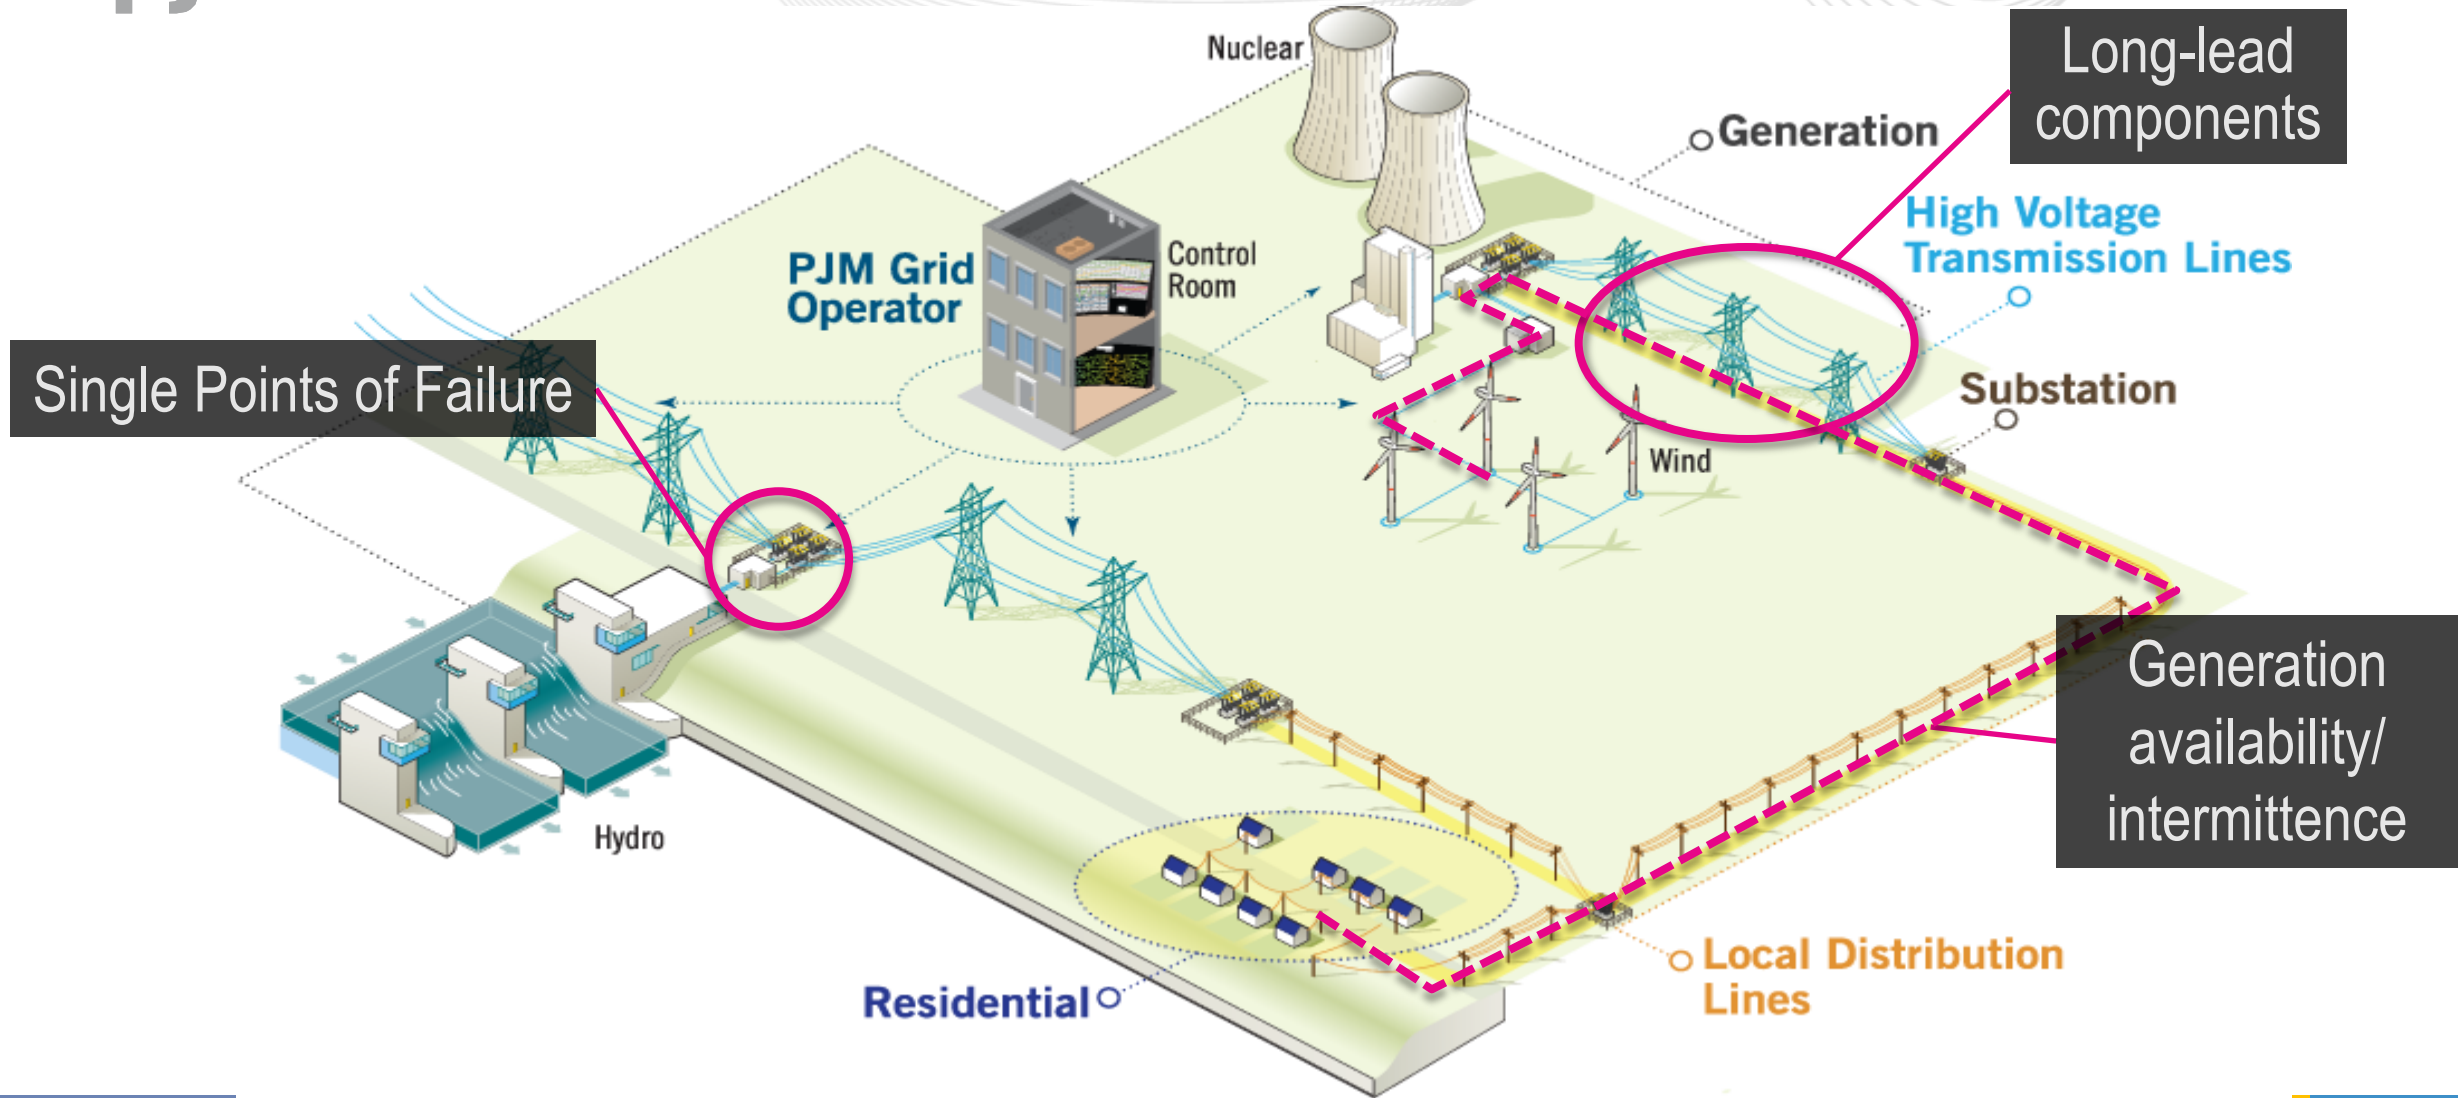 Nuclear
Long-lead
components
Generation
High Voltage
Transmission Lines
PJM Grid
Operator
Control
Room
Single Points of Failure
Substation
Wind
Generation
availability/
intermittence
Hydro
Local Distribution
Lines
Residential